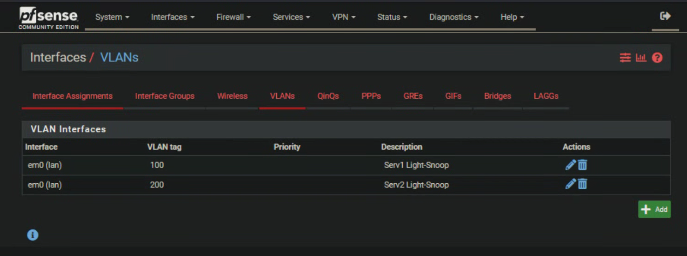 pfsense System Interfaces Firewall Services VPN Status Diagnostics Help
COMMUNITY EDITION
Interfaces / VLANs
Interface Assignments Interface Groups Wireless VLANs QinQs PPPs GREs GIFs Bridges LAGGs
VLAN Interfaces
Interface VLAN tag Priority Description Actions
em0 (lan) 100 Serv1 Light-Snoop
em0 (lan) 200 Serv2 Light-Snoop
+ Add